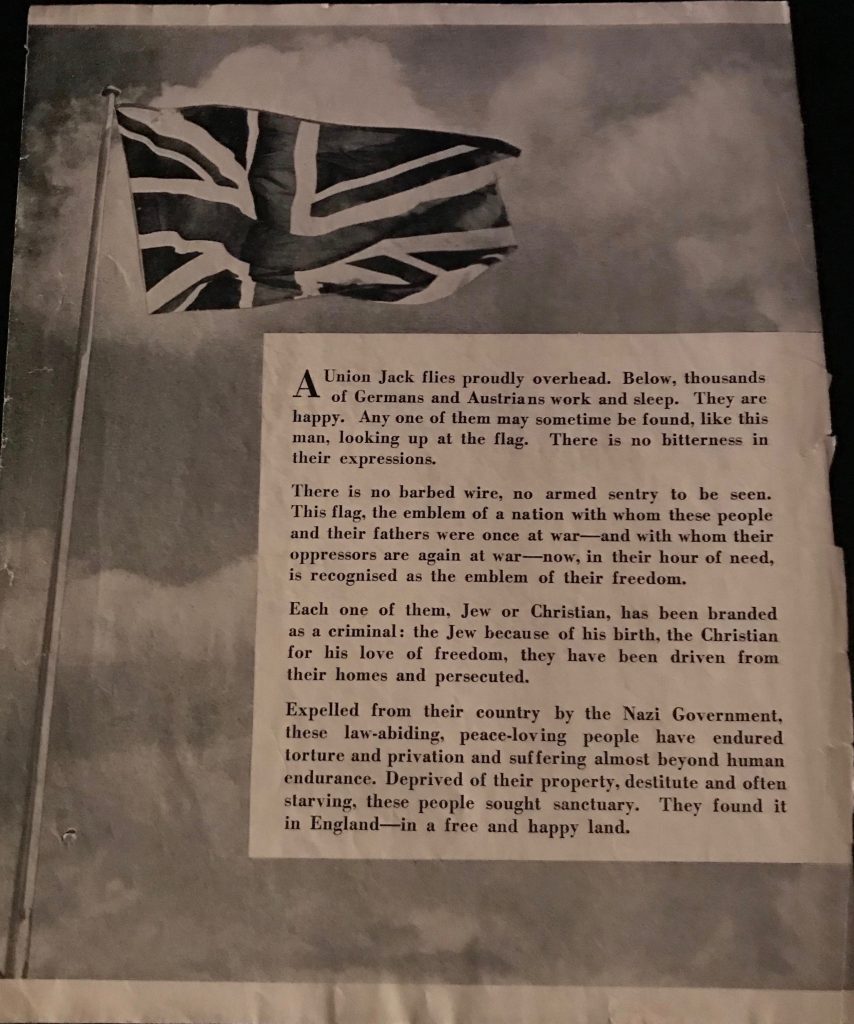 A Union Jack flies proudly overhead. Below, thousands
of Germans and Austrians work and sleep. They are
happy. Any one of them may sometime be found, like this
man, looking up at the flag. There is no bitterness in
their expressions.
There is no barbed wire, no armed sentry to be seen.
This flag, the emblem of a nation with whom these people
and their fathers were once at war—and with whom their
oppressors are again at war—now, in their hour of need,
is recognised as the emblem of their freedom.
Each one of them, Jew or Christian, has been branded
as a criminal: the Jew because of his birth, the Christian
for his love of freedom, they have been driven from
their homes and persecuted.
Expelled from their country by the Nazi Government,
these law-abiding, peace-loving people have endured
torture and privation and suffering almost beyond human
endurance. Deprived of their property, destitute and often
starving, these people sought sanctuary. They found it
in England—in a free and happy land.